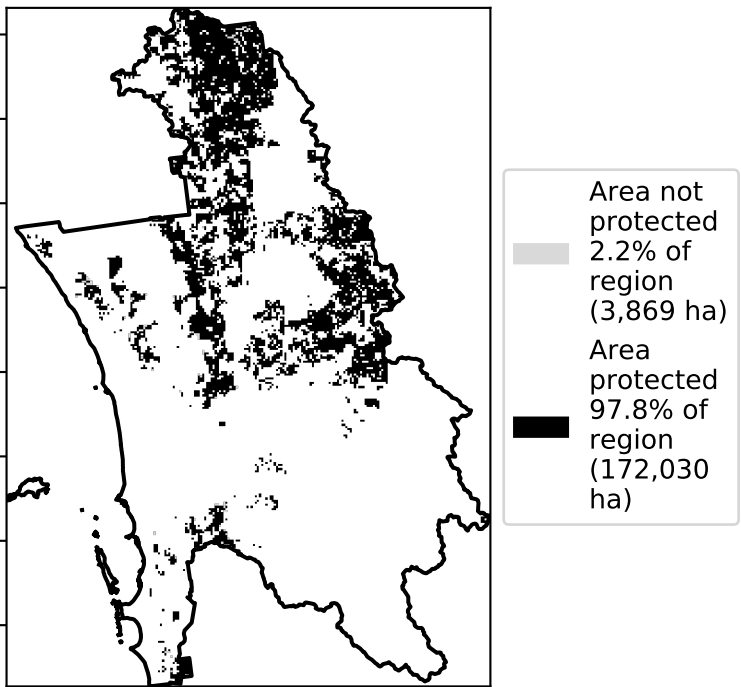 Area not
protected
2.2% of
region
(3,869 ha)
Area
protected
97.8% of
region
(172,030
ha)